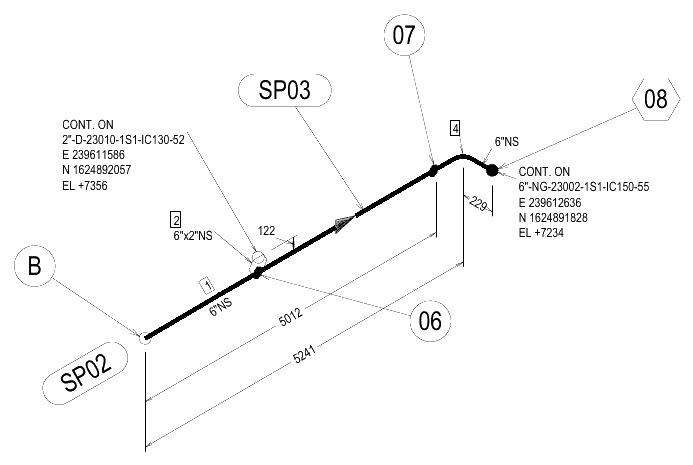 07
SP03
08
4
6"NS
CONT. ON
2"-D-23010-1S1-IC130-52
E 239611586
N 1624892057
EL +7356
CONT. ON
6"-NG-23002-1S1-IC150-55
E 239612636
N 1624891828
EL +7234
229
2
6"x2"NS
122
B
1
6"NS
5012
06
5241
SP02